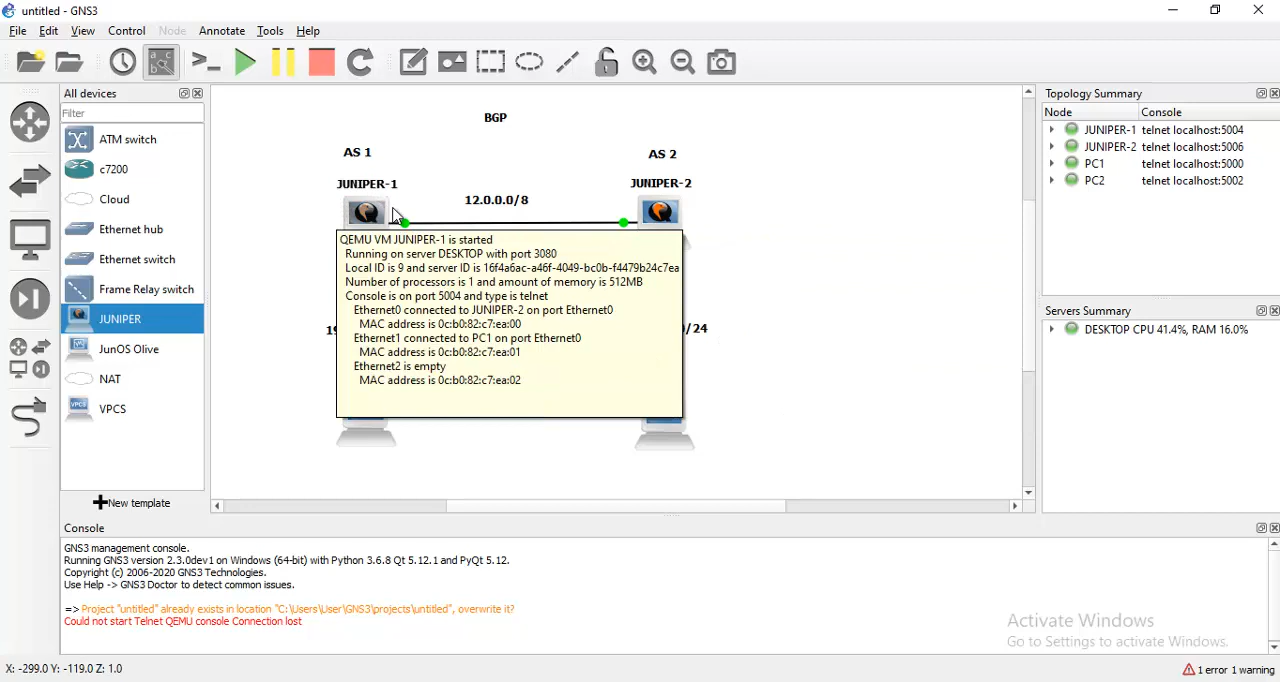 untitled - GNS3
File Edit View Control Node Annotate Tools Help
All devices
Filter
ATM switch
c7200
Cloud
Ethernet hub
Ethernet switch
Frame Relay switch
JUNIPER
JunOS Olive
NAT
VPCS
New template
BGP
AS 1
AS 2
JUNIPER-1
JUNIPER-2
12.0.0.0/8
QEMU VM JUNIPER-1 is started
Running on server DESKTOP with port 3080
Local ID is 9 and server ID is 16f4a6ac-a46f-4049-bc0b-f4479b24c7ea
Number of processors is 1 and amount of memory is 512MB
Console is on port 5004 and type is telnet
Ethernet0 connected to JUNIPER-2 on port Ethernet0
MAC address is 0c:b0:82:c7:ea:00
Ethernet1 connected to PC1 on port Ethernet0
MAC address is 0c:b0:82:c7:ea:01
Ethernet2 is empty
MAC address is 0c:b0:82:c7:ea:02
19
/24
Topology Summary
Node Console
JUNIPER-1 telnet localhost:5004
JUNIPER-2 telnet localhost:5006
PC1 telnet localhost:5000
PC2 telnet localhost:5002
Servers Summary
DESKTOP CPU 41.4%, RAM 16.0%
Console
GNS3 management console.
Running GNS3 version 2.3.0dev1 on Windows (64-bit) with Python 3.6.8 Qt 5.12.1 and PyQt 5.12.
Copyright (c) 2006-2020 GNS3 Technologies.
Use Help -> GNS3 Doctor to detect common issues.
=> Project "untitled" already exists in location "C:\Users\User\GNS3\projects\untitled", overwrite it?
Could not start Telnet QEMU console Connection lost
Activate Windows
Go to Settings to activate Windows.
X: -299.0 Y: -119.0 Z: 1.0
1 error 1 warning